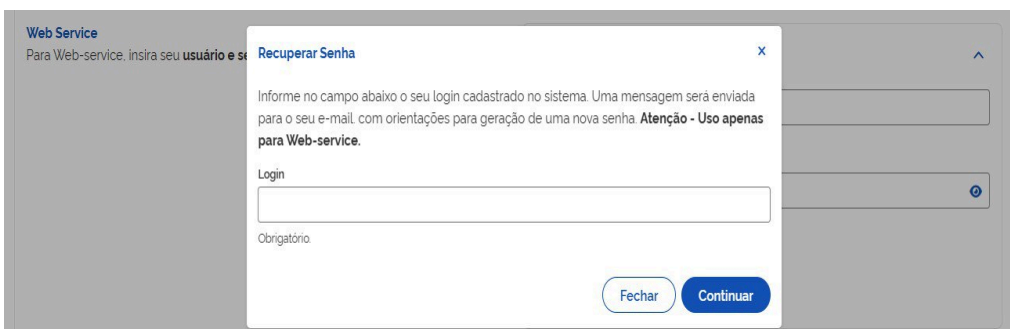 Web Service
Para Web-service, insira seu usuário e se
Recuperar Senha
x
Informe no campo abaixo o seu login cadastrado no sistema. Uma mensagem será enviada
para o seu e-mail, com orientações para geração de uma nova senha. Atenção - Uso apenas
para Web-service.
Login
Obrigatório.
Fechar
Continuar